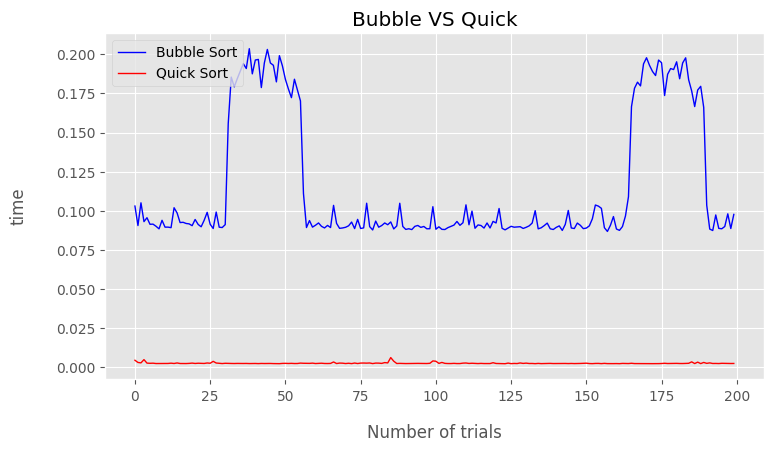 Bubble VS Quick
Bubble Sort
Quick Sort
0.200
0.175
0.150
0.125
0.100
0.075
0.050
0.025
0.000
time
0 25 50 75 100 125 150 175 200
Number of trials